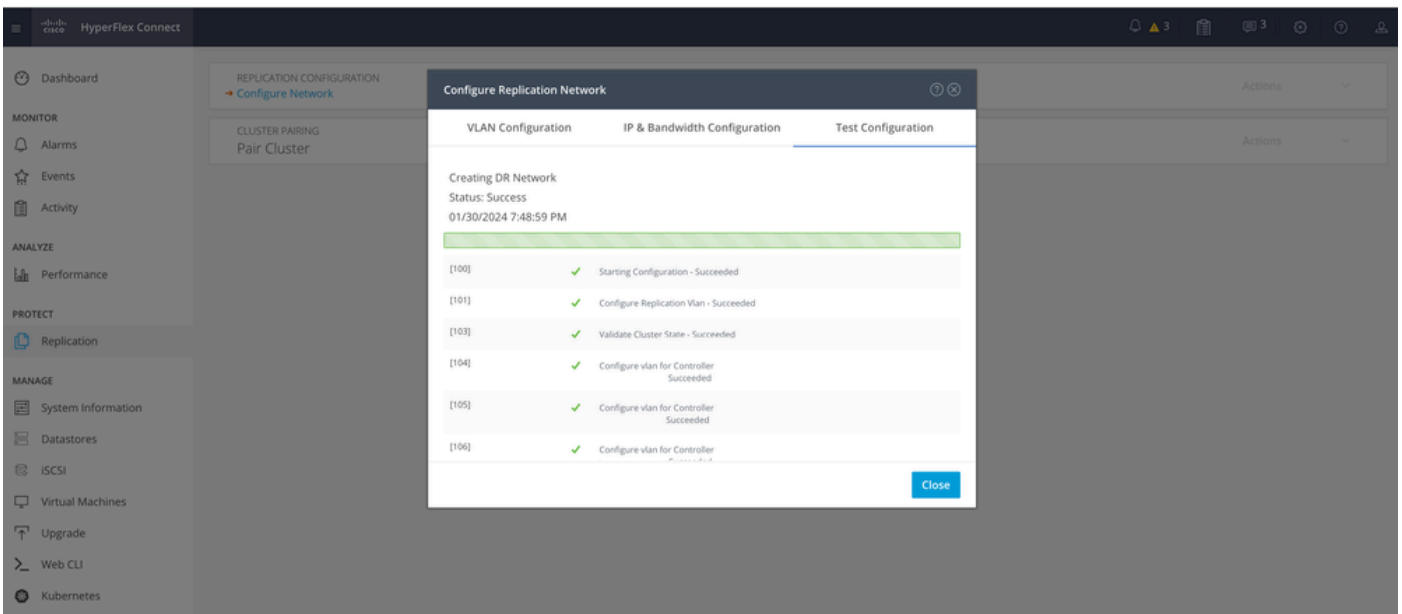 cisco HyperFlex Connect
3
3
Dashboard
MONITOR
Alarms
Events
Activity
ANALYZE
Performance
PROTECT
Replication
MANAGE
System Information
Datastores
iSCSI
Virtual Machines
Upgrade
Web CLI
Kubernetes
REPLICATION CONFIGURATION
Configure Network
Actions
CLUSTER PAIRING
Pair Cluster
Actions
Configure Replication Network
VLAN Configuration IP & Bandwidth Configuration Test Configuration
Creating DR Network
Status: Success
01/30/2024 7:48:59 PM
[100] Starting Configuration - Succeeded
[101] Configure Replication Vlan - Succeeded
[103] Validate Cluster State - Succeeded
[104] Configure vlan for Controller
Succeeded
[105] Configure vlan for Controller
Succeeded
[106] Configure vlan for Controller
Close